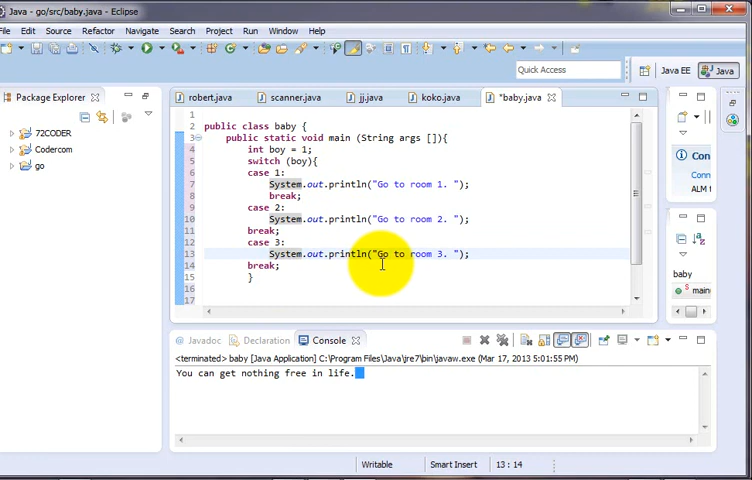 Java - go/src/baby.java - Eclipse
File Edit Source Refactor Navigate Search Project Run Window Help
Quick Access
Java EE
Java
Package Explorer
72CODER
Codercom
go
robert.java scanner.java jj.java koko.java *baby.java
1
2 public class baby {
3 public static void main (String args []){
4 int boy = 1;
5 switch (boy){
6 case 1:
7 System.out.println("Go to room 1. ");
8 break;
9 case 2:
10 System.out.println("Go to room 2. ");
11 break;
12 case 3:
13 System.out.println("Go to room 3. ");
14 break;
15 }
16
17
Con
Conn
ALM t
baby
main
Javadoc Declaration Console
<terminated> baby [Java Application] C:\Program Files\Java\jre7\bin\javaw.exe (Mar 17, 2013 5:01:55 PM)
You can get nothing free in life.
Writable Smart Insert 13 : 14